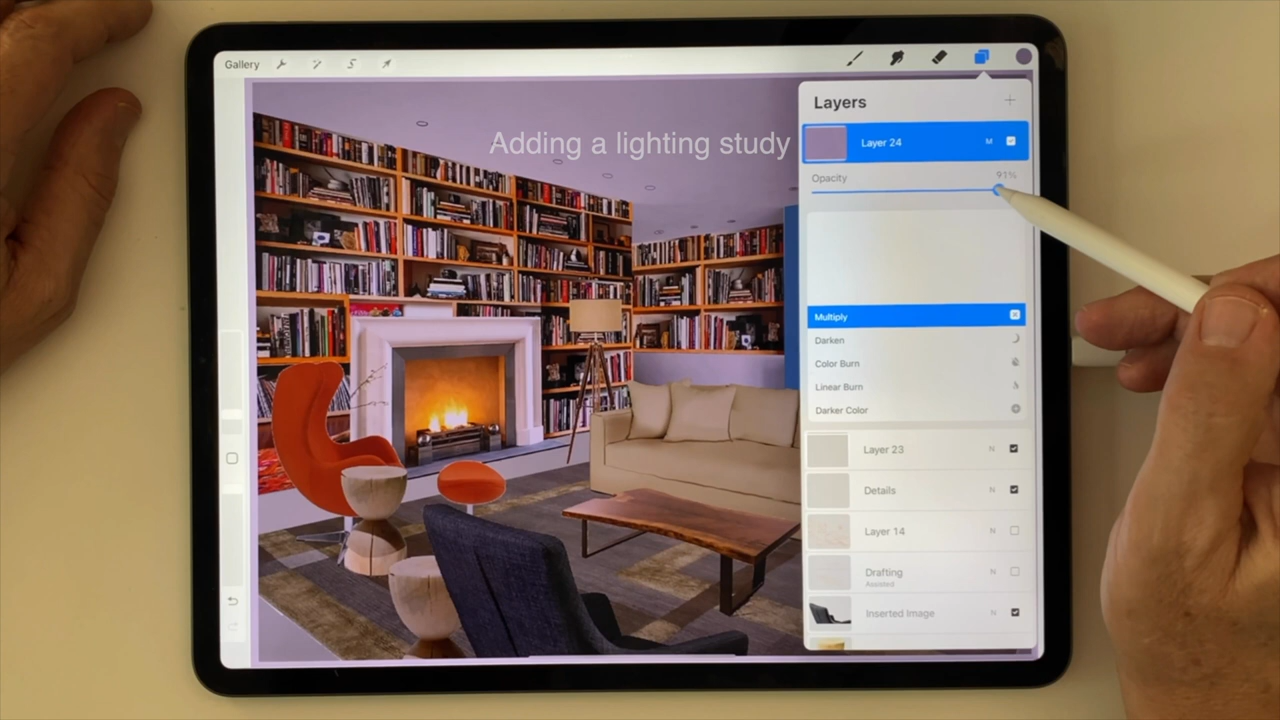 Gallery
Adding a lighting study
Layers
Layer 24
M
Opacity
91%
Multiply
Darken
Color Burn
Linear Burn
Darker Color
Layer 23
N
Details
N
Layer 14
N
Drafting
N
Assisted
Inserted Image
N